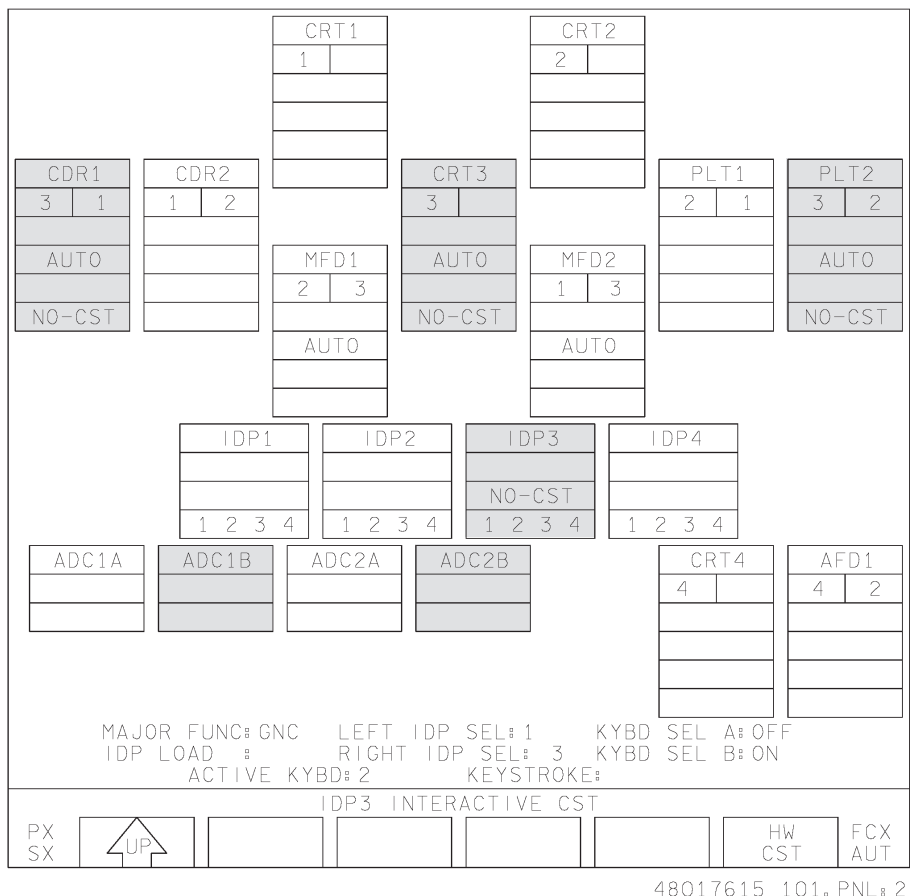 CRT1 CRT2
1 2
CDR1 CDR2 CRT3 PLT1 PLT2
3 1 1 2 3 2 1 3 2
AUTO MFD1 AUTO MFD2 AUTO
2 3 1 3
NO-CST NO-CST NO-CST
AUTO AUTO
IDP1 IDP2 IDP3 IDP4
NO-CST
1 2 3 4 1 2 3 4 1 2 3 4 1 2 3 4
ADC1A ADC1B ADC2A ADC2B CRT4 AFD1
4 4 2
MAJOR FUNC: GNC LEFT IDP SEL: 1 KYBD SEL A: OFF
IDP LOAD : RIGHT IDP SEL: 3 KYBD SEL B: ON
ACTIVE KYBD: 2 KEYSTROKE:
IDP3 INTERACTIVE CST
PX UP HW FCX
SX CST AUT
48017615_101.PNL: 2